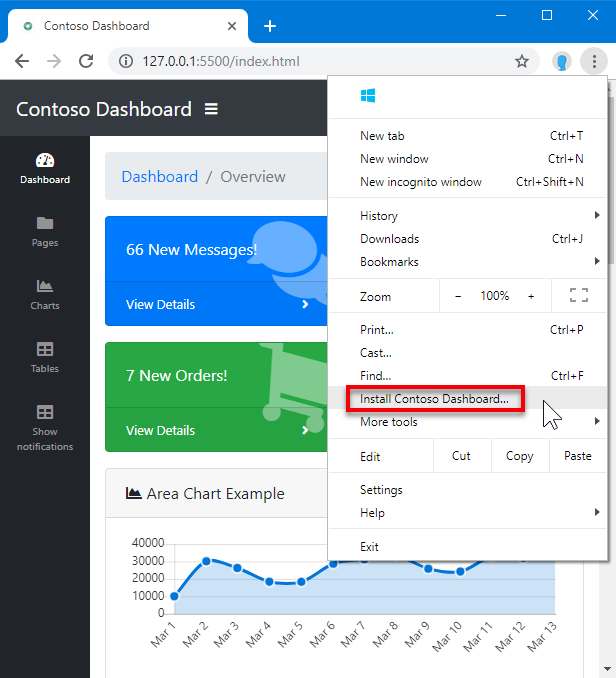 Contoso Dashboard
127.0.0.1:5500/index.html
Contoso Dashboard
Dashboard
Pages
Charts
Tables
Show
notifications
Dashboard / Overview
66 New Messages!
View Details
7 New Orders!
View Details
Area Chart Example
40000
30000
20000
10000
0
Mar 1 Mar 2 Mar 3 Mar 4 Mar 5 Mar 6 Mar 7 Mar 8 Mar 9 Mar 10 Mar 11 Mar 12 Mar 13
New tab Ctrl+T
New window Ctrl+N
New incognito window Ctrl+Shift+N
History
Downloads Ctrl+J
Bookmarks
Zoom − 100% +
Print... Ctrl+P
Cast...
Find... Ctrl+F
Install Contoso Dashboard...
More tools
Edit Cut Copy Paste
Settings
Help
Exit